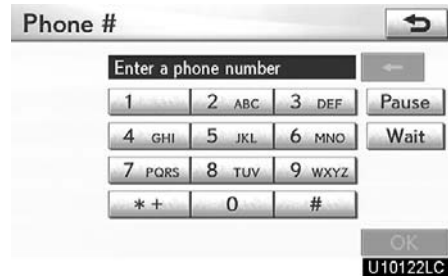 Phone #
Enter a phone number
1 2 ABC 3 DEF Pause
4 GHI 5 JKL 6 MNO Wait
7 PQRS 8 TUV 9 WXYZ
* + 0 #
OK
U10122LC